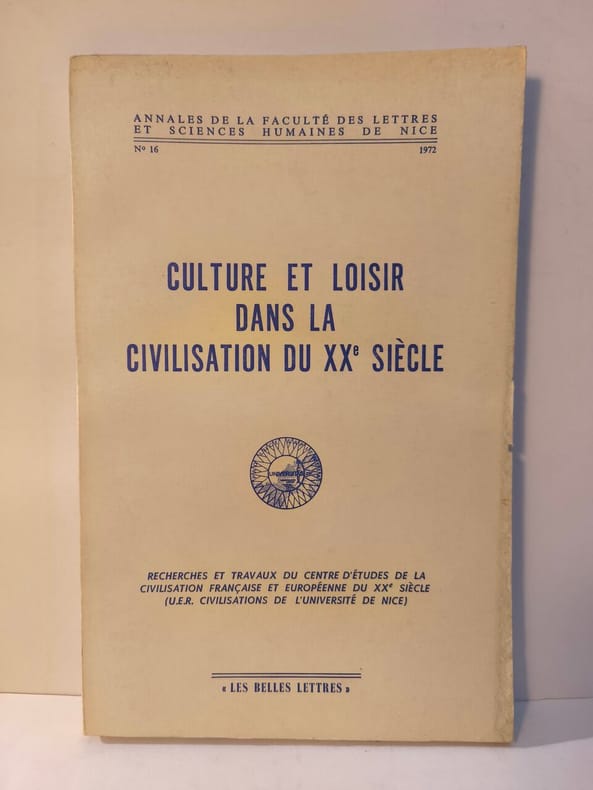 ANNALES DE LA FACULTÉ DES LETTRES
ET SCIENCES HUMAINES DE NICE
Nº 16 1972
CULTURE ET LOISIR
DANS LA
CIVILISATION DU XXᵉ SIÈCLE
RECHERCHES ET TRAVAUX DU CENTRE D'ÉTUDES DE LA
CIVILISATION FRANÇAISE ET EUROPÉENNE DU XXᵉ SIÈCLE
(U.E.R. CIVILISATIONS DE L'UNIVERSITÉ DE NICE)
« LES BELLES LETTRES »